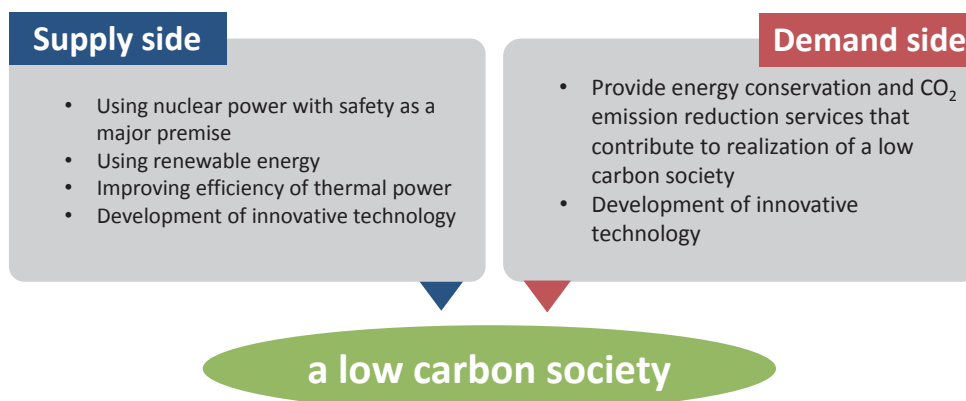 Supply side
• Using nuclear power with safety as a
major premise
• Using renewable energy
• Improving efficiency of thermal power
• Development of innovative technology
Demand side
• Provide energy conservation and CO₂
emission reduction services that
contribute to realization of a low
carbon society
• Development of innovative
technology
a low carbon society